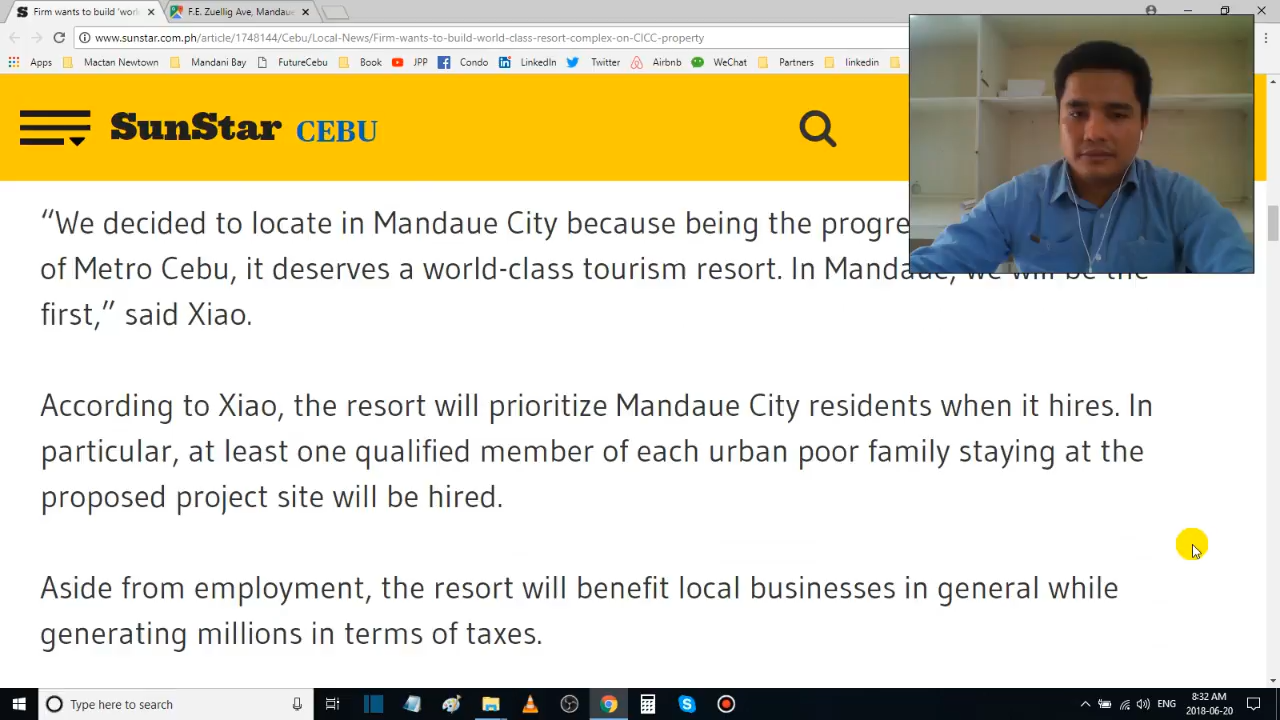 Firm wants to build 'worl
F.E. Zuellig Ave, Mandaue
www.sunstar.com.ph/article/1748144/Cebu/Local-News/Firm-wants-to-build-world-class-resort-complex-on-CICC-property
Apps Mactan Newtown Mandani Bay FutureCebu Book JPP Condo LinkedIn Twitter Airbnb WeChat Partners linkedin
SunStar CEBU
“We decided to locate in Mandaue City because being the progre
of Metro Cebu, it deserves a world-class tourism resort. In Mandaue, we will be the
first,” said Xiao.
According to Xiao, the resort will prioritize Mandaue City residents when it hires. In
particular, at least one qualified member of each urban poor family staying at the
proposed project site will be hired.
Aside from employment, the resort will benefit local businesses in general while
generating millions in terms of taxes.
Type here to search
ENG
8:32 AM
2018-06-20